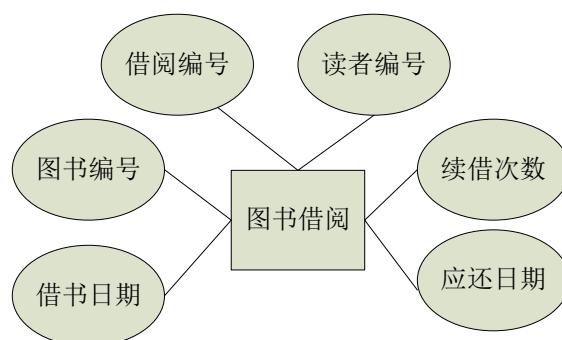 借阅编号
读者编号
图书编号
续借次数
图书借阅
借书日期
应还日期